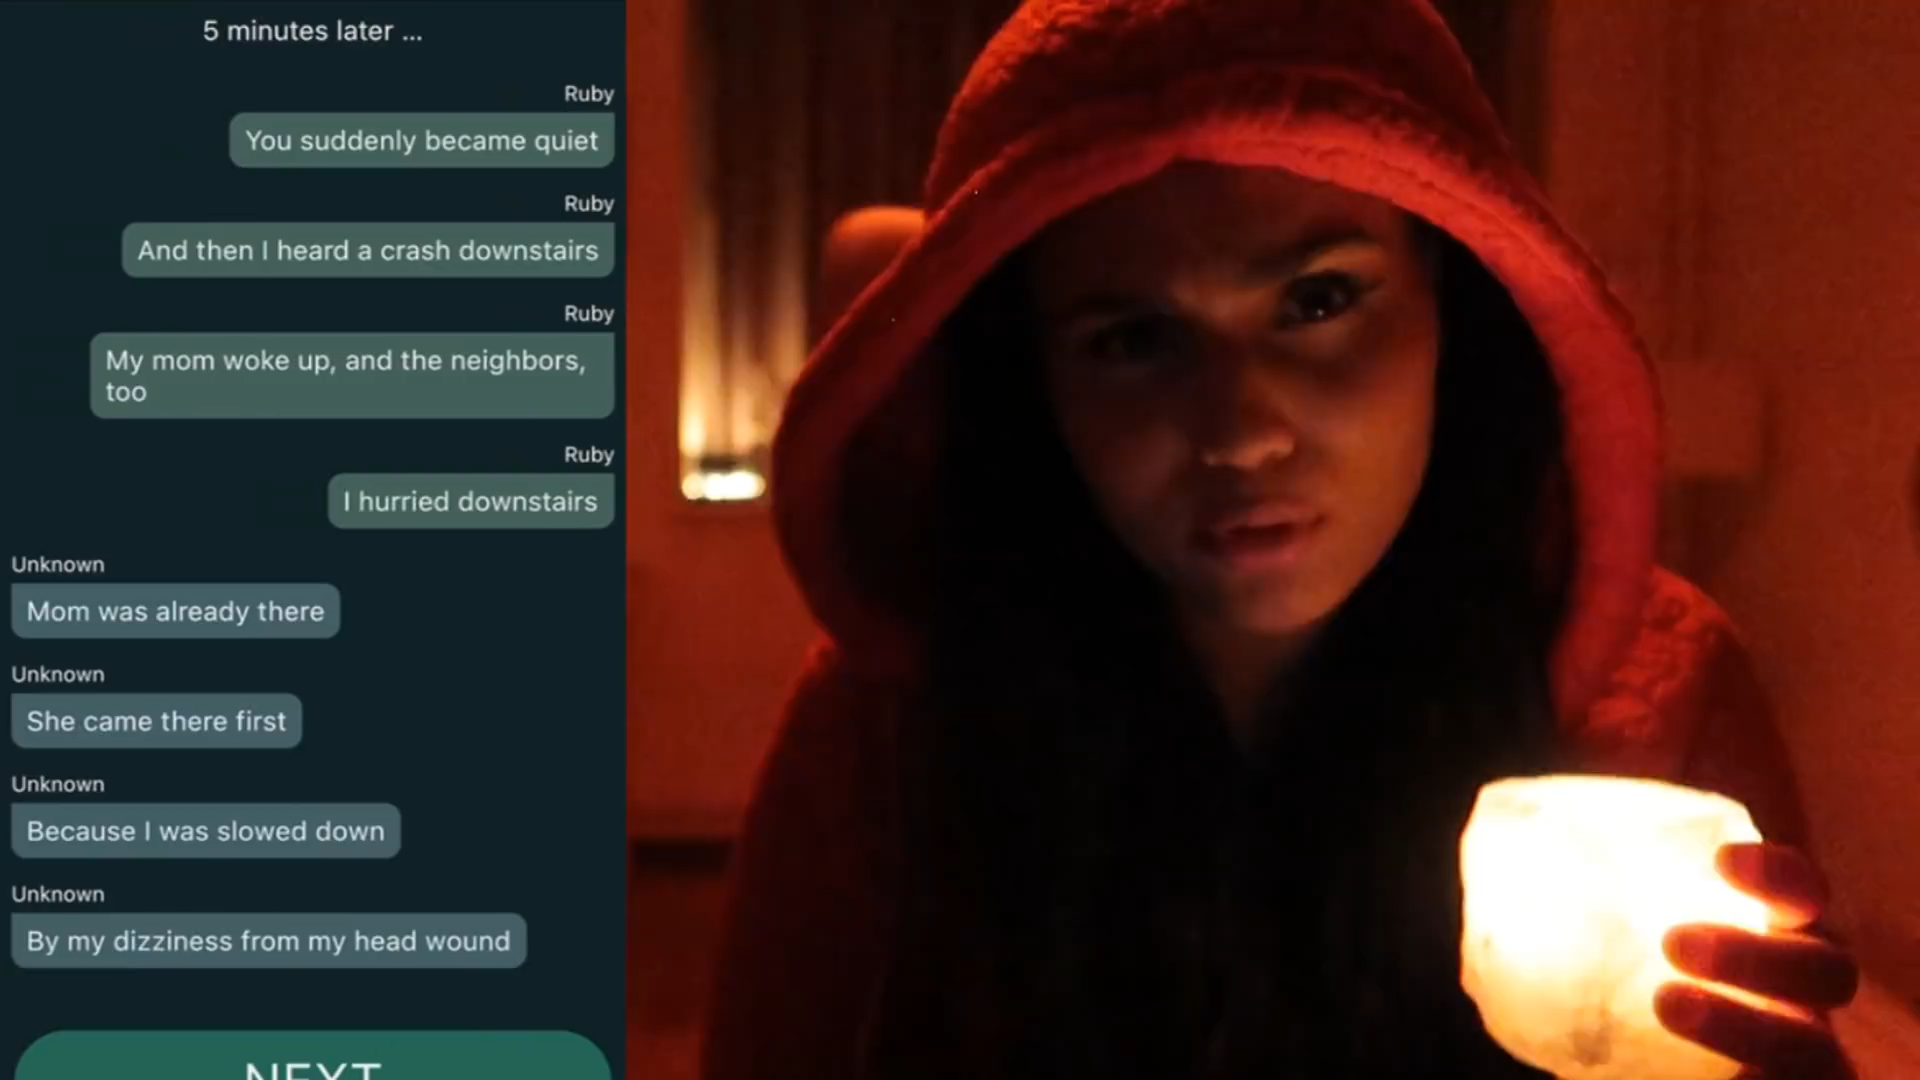 5 minutes later ...
Ruby
You suddenly became quiet
Ruby
And then I heard a crash downstairs
Ruby
My mom woke up, and the neighbors,
too
Ruby
I hurried downstairs
Unknown
Mom was already there
Unknown
She came there first
Unknown
Because I was slowed down
Unknown
By my dizziness from my head wound
NEXT